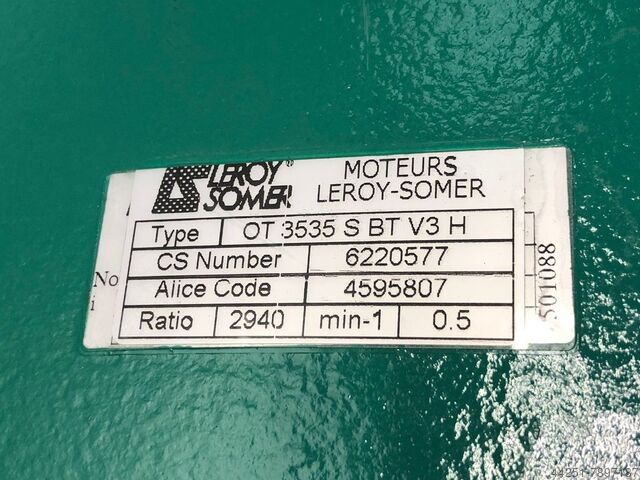 LEROY® SOMER
MOTEURS
LEROY-SOMER
Type OT 3535 S BT V3 H
CS Number 6220577
Alice Code 4595807
Ratio 2940 min-1 0.5
No
i
501088